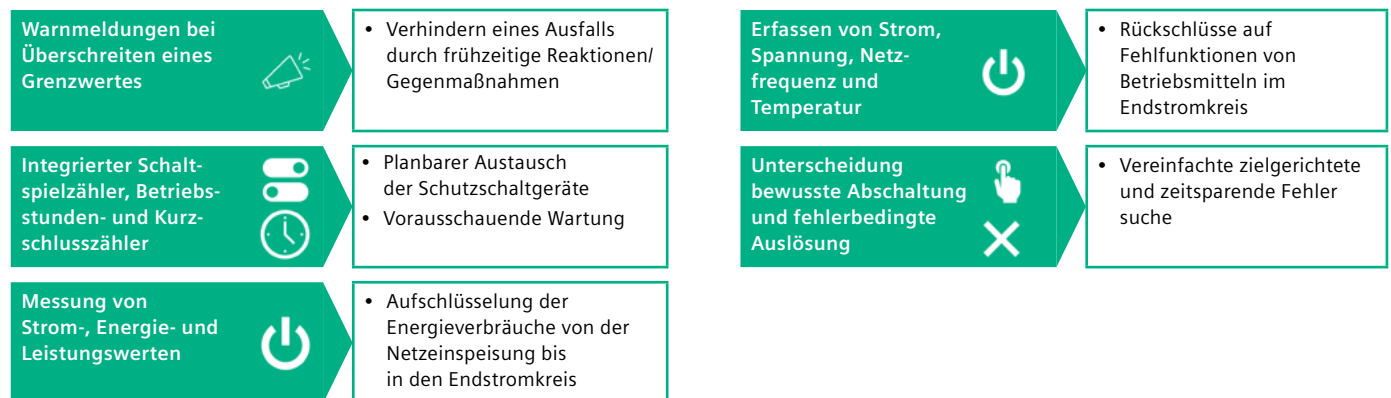 Warnmeldungen bei
Überschreiten eines
Grenzwertes
• Verhindern eines Ausfalls
durch frühzeitige Reaktionen/
Gegenmaßnahmen
Integrierter Schalt-
spielzähler, Betriebs-
stunden- und Kurz-
schlusszähler
• Planbarer Austausch
der Schutzschaltgeräte
• Vorausschauende Wartung
Messung von
Strom-, Energie- und
Leistungswerten
• Aufschlüsselung der
Energieverbräuche von der
Netzeinspeisung bis
in den Endstromkreis
Erfassen von Strom,
Spannung, Netz-
frequenz und
Temperatur
• Rückschlüsse auf
Fehlfunktionen von
Betriebsmitteln im
Endstromkreis
Unterscheidung
bewusste Abschaltung
und fehlerbedingte
Auslösung
• Vereinfachte zielgerichtete
und zeitsparende Fehler
suche